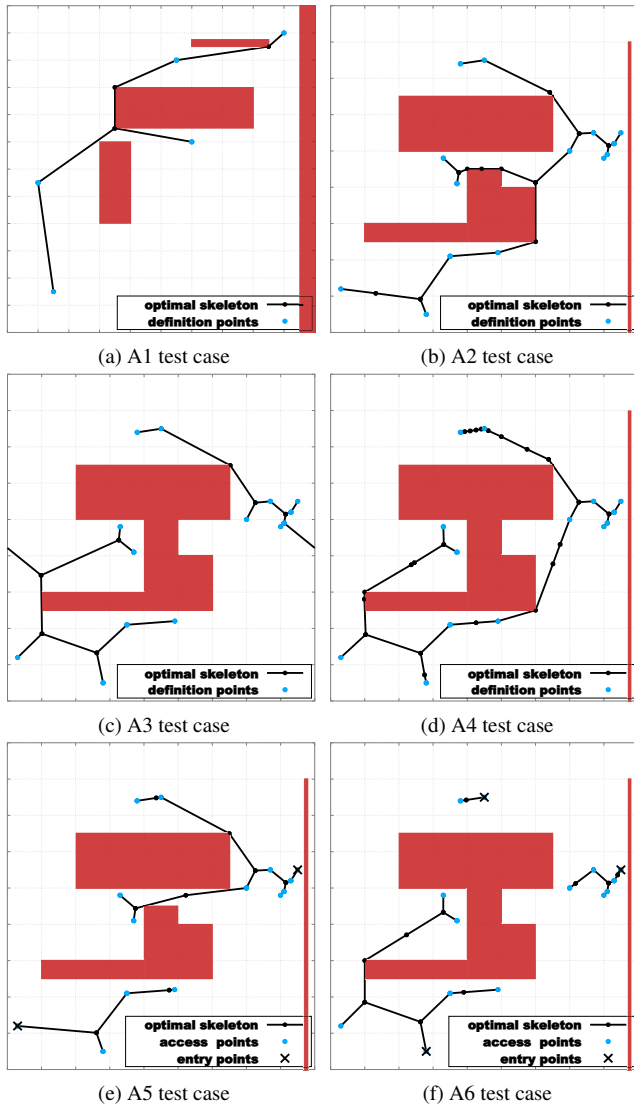 optimal skeleton
definition points
(a) A1 test case
optimal skeleton
definition points
(b) A2 test case
optimal skeleton
definition points
(c) A3 test case
optimal skeleton
definition points
(d) A4 test case
optimal skeleton
access points
entry points
(e) A5 test case
optimal skeleton
access points
entry points
(f) A6 test case